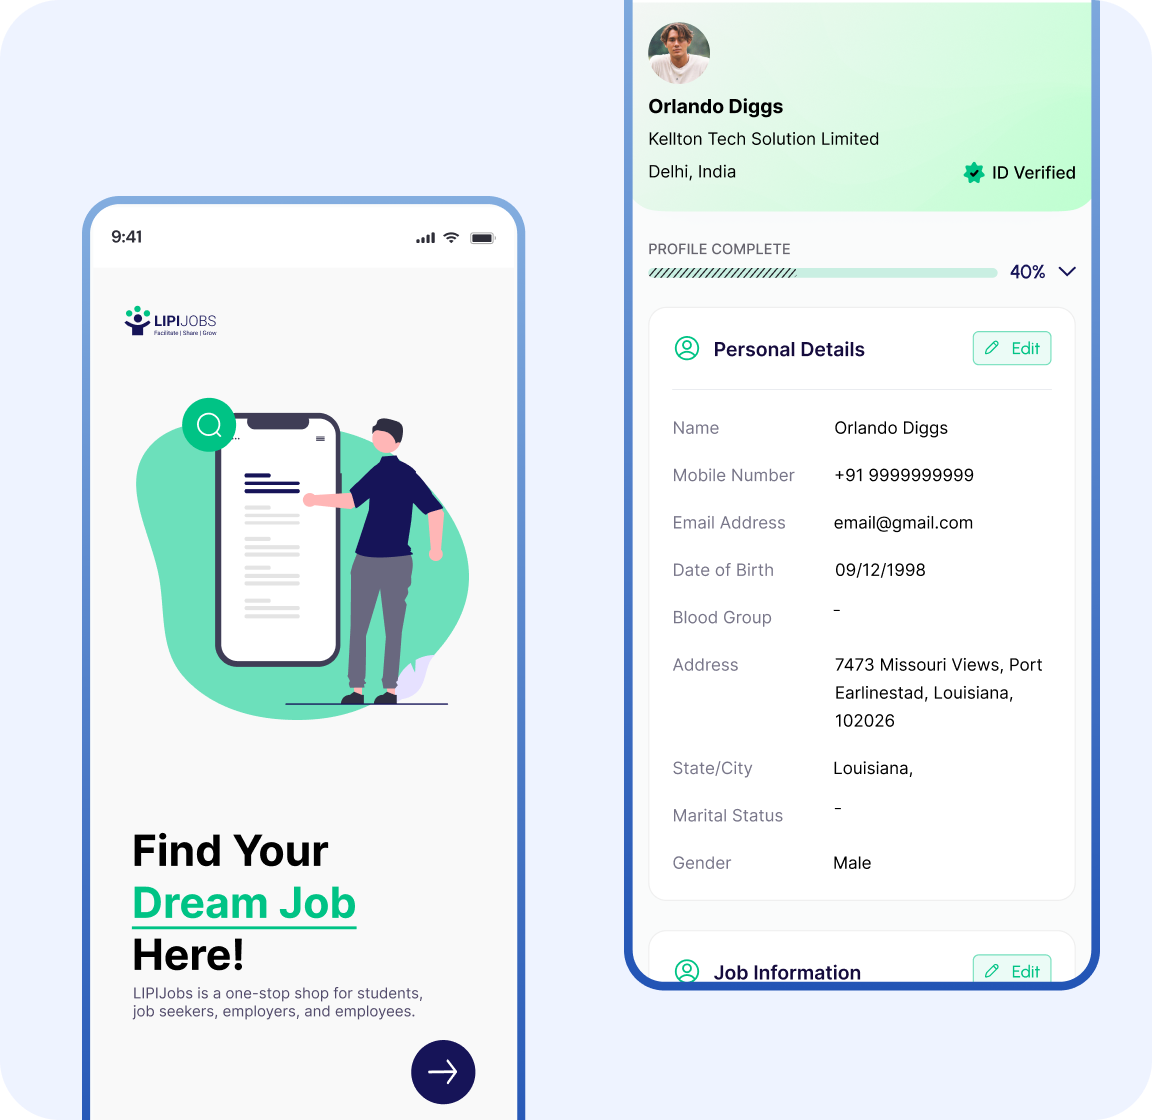 9:41
LIPIJOBS
Facilitate | Share | Grow
Find Your
Dream Job
Here!
LIPIJobs is a one-stop shop for students,
job seekers, employers, and employees.
Orlando Diggs
Kellton Tech Solution Limited
Delhi, India
ID Verified
PROFILE COMPLETE
40%
Personal Details
Edit
Name Orlando Diggs
Mobile Number +91 9999999999
Email Address email@gmail.com
Date of Birth 09/12/1998
Blood Group -
Address 7473 Missouri Views, Port
Earlinestad, Louisiana,
102026
State/City Louisiana,
Marital Status -
Gender Male
Job Information
Edit